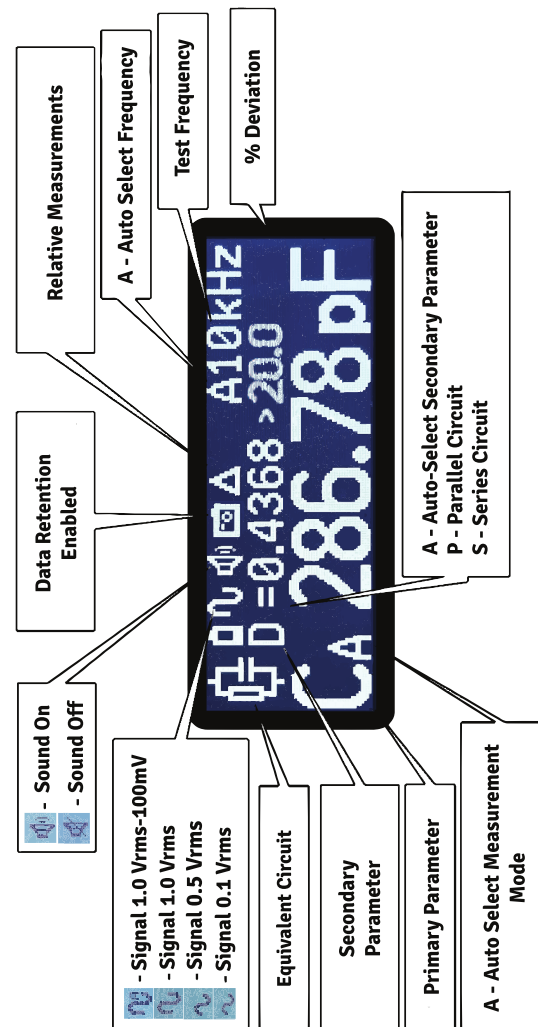 - Sound On
- Sound Off
Data Retention
Enabled
Relative Measurements
A - Auto Select Frequency
Test Frequency
% Deviation
- Signal 1.0 Vrms-100mV
- Signal 1.0 Vrms
- Signal 0.5 Vrms
- Signal 0.1 Vrms
A10kHz
D =0.4368 >20.0
CA 286.78pF
Equivalent Circuit
Secondary
Parameter
Primary Parameter
A - Auto Select Measurement
Mode
A - Auto-Select Secondary Parameter
P - Parallel Circuit
S - Series Circuit